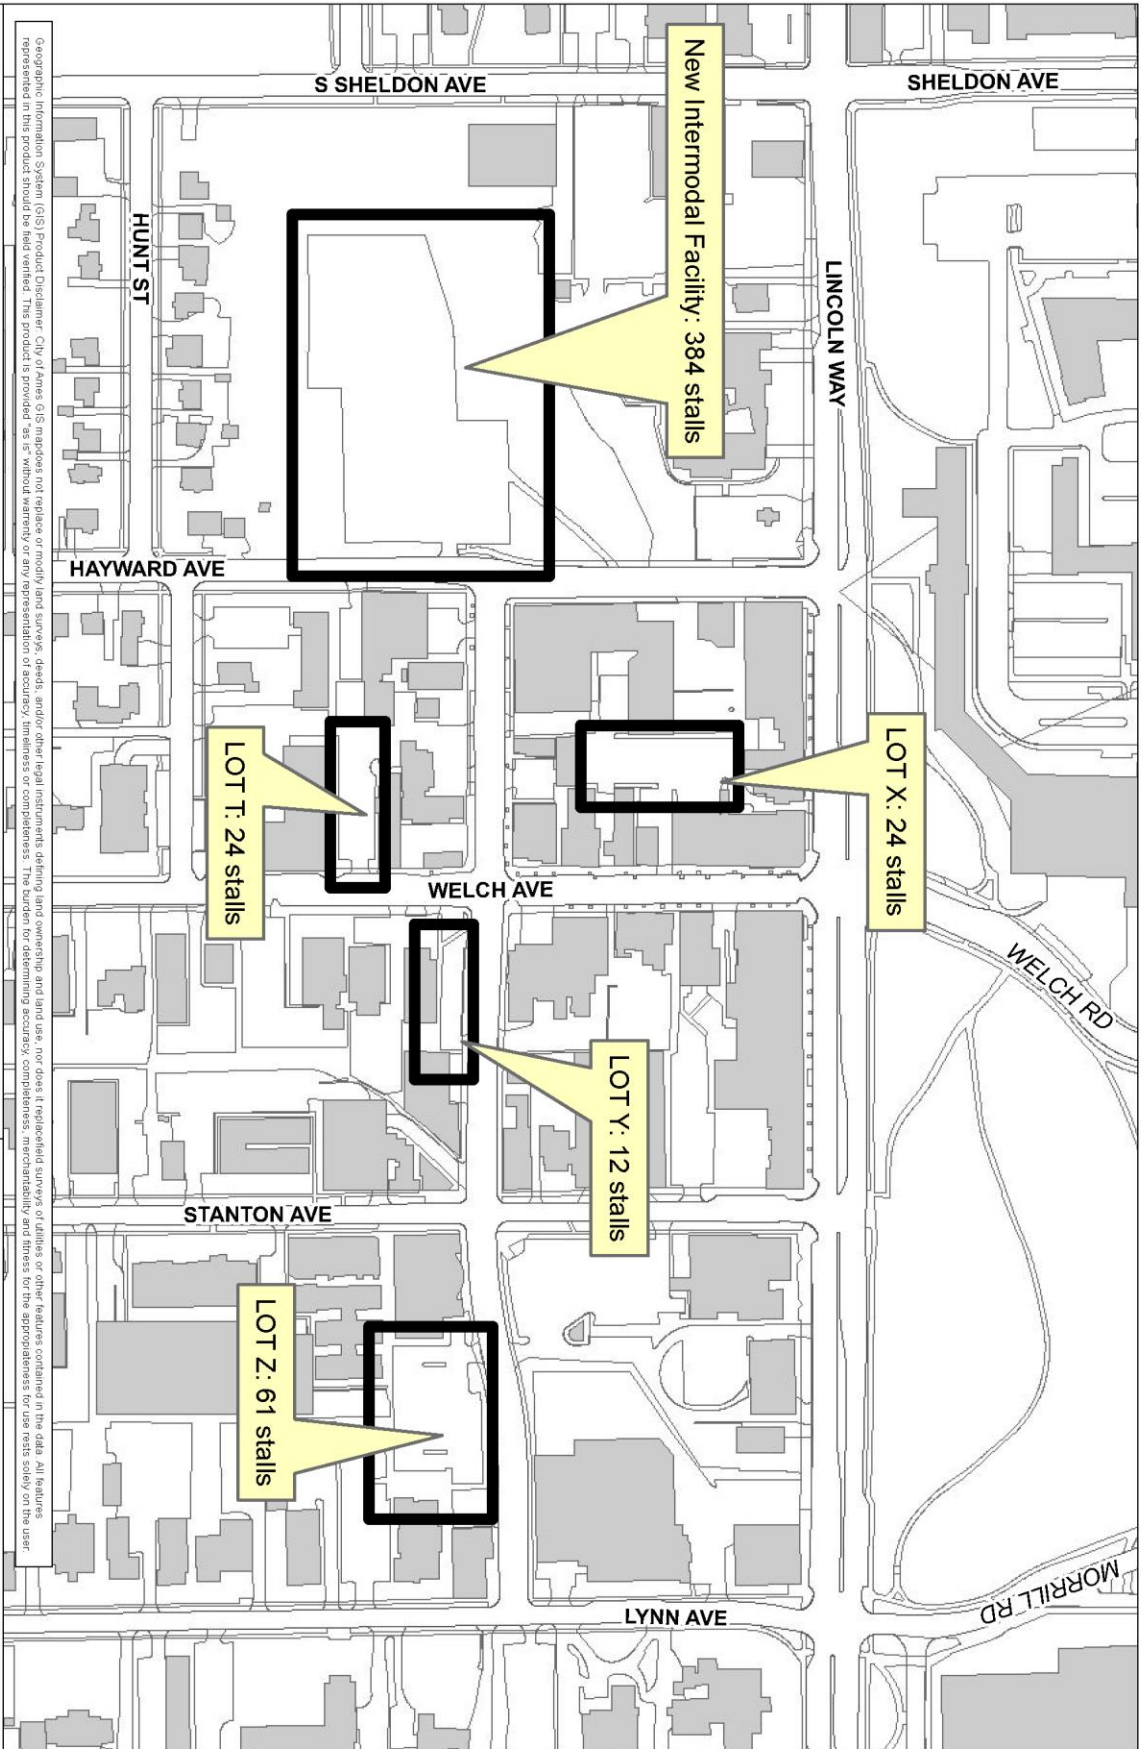 SHELDON AVE
S SHELDON AVE
New Intermodal Facility: 384 stalls
LINCOLN WAY
HUNT ST
HAYWARD AVE
LOT X: 24 stalls
LOT T: 24 stalls
WELCH AVE
WELCH RD
LOT Y: 12 stalls
STANTON AVE
LOT Z: 61 stalls
MORRILL RD
LYNN AVE
Geographic Information System (GIS) Product Disclaimer: City of Ames GIS mapdoes not replace or modify land surveys, deeds, and/or other legal instruments defining land ownership and land use, nor does it replacefield surveys of utilities or other features contained in the data. All features
represented in this product should be field verified. This product is provided "as is" without warranty or any representation of accuracy, timeliness or completeness. The burden for determining accuracy, completeness, merchantability and fitness for the appropiateness for use rests solely on the user.